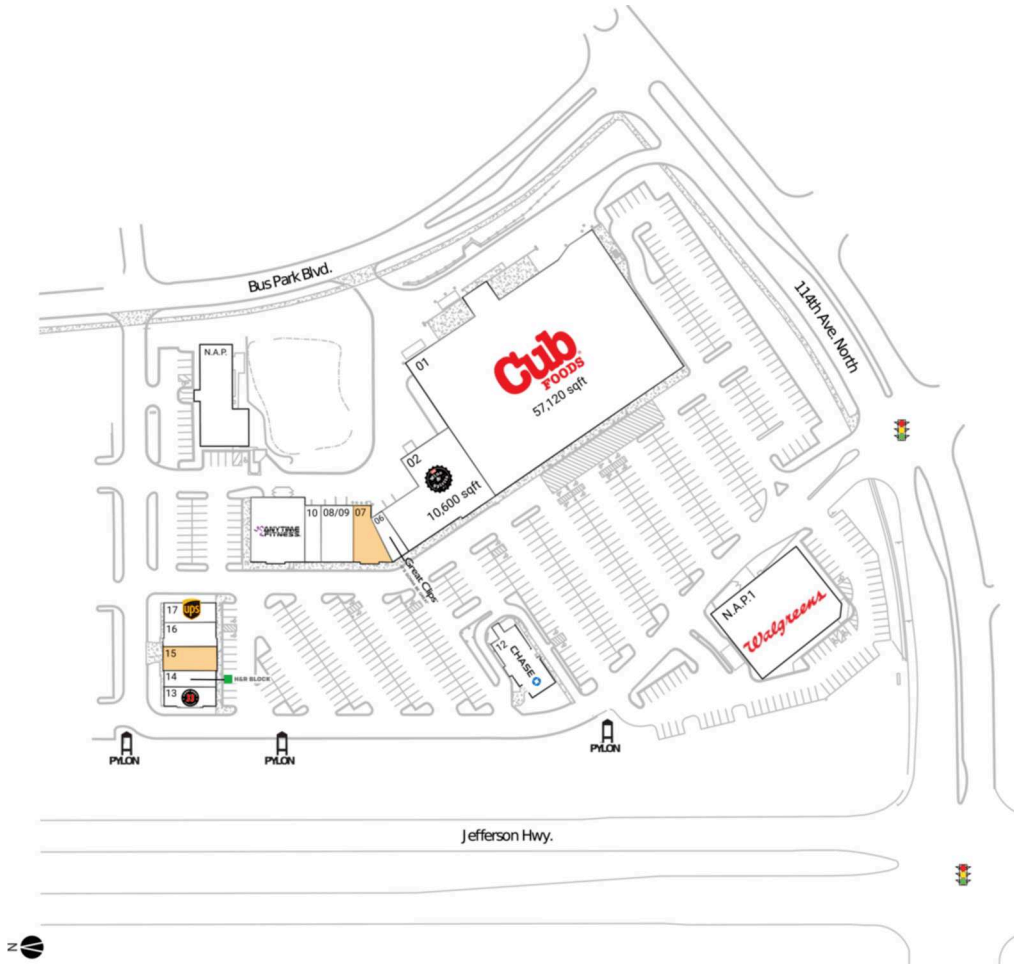 Bus Park Blvd.
114th Ave. North
N.A.P.
01
Cub
FOODS
57,120 sqft
02
10,600 sqft
ANYTIME
FITNESS
10
08/09
07
06
Great Clips
N.A.P.1
Walgreens
17
ups
16
15
14
H&R BLOCK
13
12
CHASE
PYLON
PYLON
PYLON
Jefferson Hwy.
N